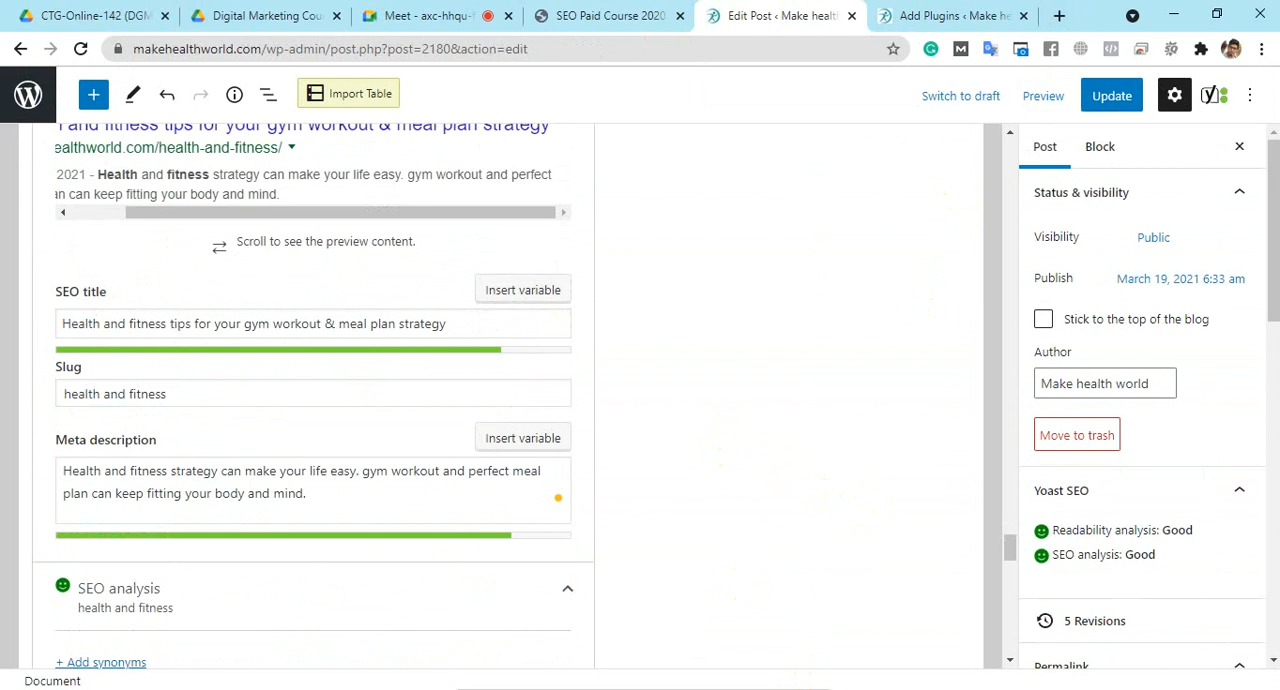 CTG-Online-142 (DGM
Digital Marketing Cour
Meet - axc-hhqu-
SEO Paid Course 2020
Edit Post ‹ Make healt
Add Plugins ‹ Make he
makehealthworld.com/wp-admin/post.php?post=2180&action=edit
Import Table
Switch to draft
Preview
Update
and fitness tips for your gym workout & meal plan strategy
ealthworld.com/health-and-fitness/
2021 - Health and fitness strategy can make your life easy. gym workout and perfect
an can keep fitting your body and mind.
Scroll to see the preview content.
SEO title
Insert variable
Health and fitness tips for your gym workout & meal plan strategy
Slug
health and fitness
Meta description
Insert variable
Health and fitness strategy can make your life easy. gym workout and perfect meal
plan can keep fitting your body and mind.
SEO analysis
health and fitness
+ Add synonyms
Document
Post
Block
Status & visibility
Visibility
Public
Publish
March 19, 2021 6:33 am
Stick to the top of the blog
Author
Make health world
Move to trash
Yoast SEO
Readability analysis: Good
SEO analysis: Good
5 Revisions
Permalink